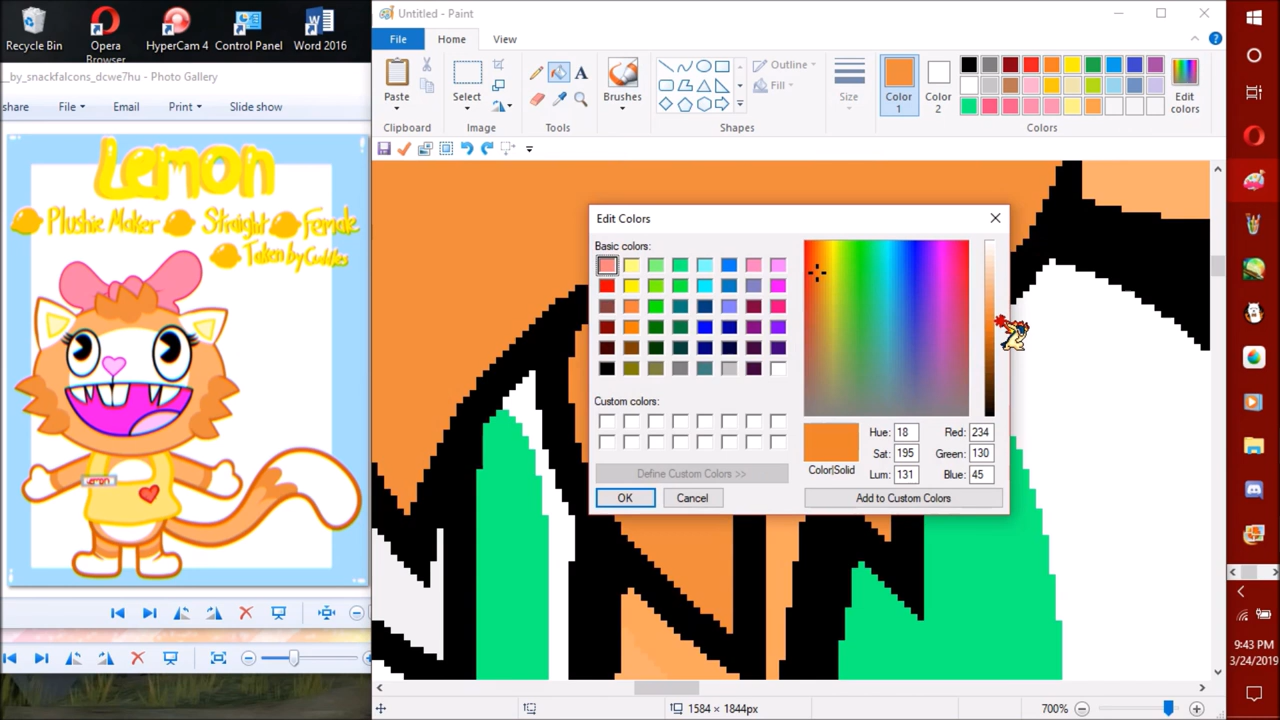 Recycle Bin
Opera Browser
HyperCam 4
Control Panel
Word 2016
_by_snackfalcons_dcwe7hu - Photo Gallery
share
File
Email
Print
Slide show
Lemon
Plushie Maker
Straight
Female
Taken by Cuddles
Lemon
Untitled - Paint
File
Home
View
Paste
Select
Brushes
Outline
Fill
Size
Color 1
Color 2
Edit colors
Clipboard
Image
Tools
Shapes
Colors
Edit Colors
Basic colors:
Custom colors:
Define Custom Colors >>
OK
Cancel
Color|Solid
Hue: 18
Sat: 195
Lum: 131
Red: 234
Green: 130
Blue: 45
Add to Custom Colors
1584 × 1844px
700%
9:43 PM
3/24/2019